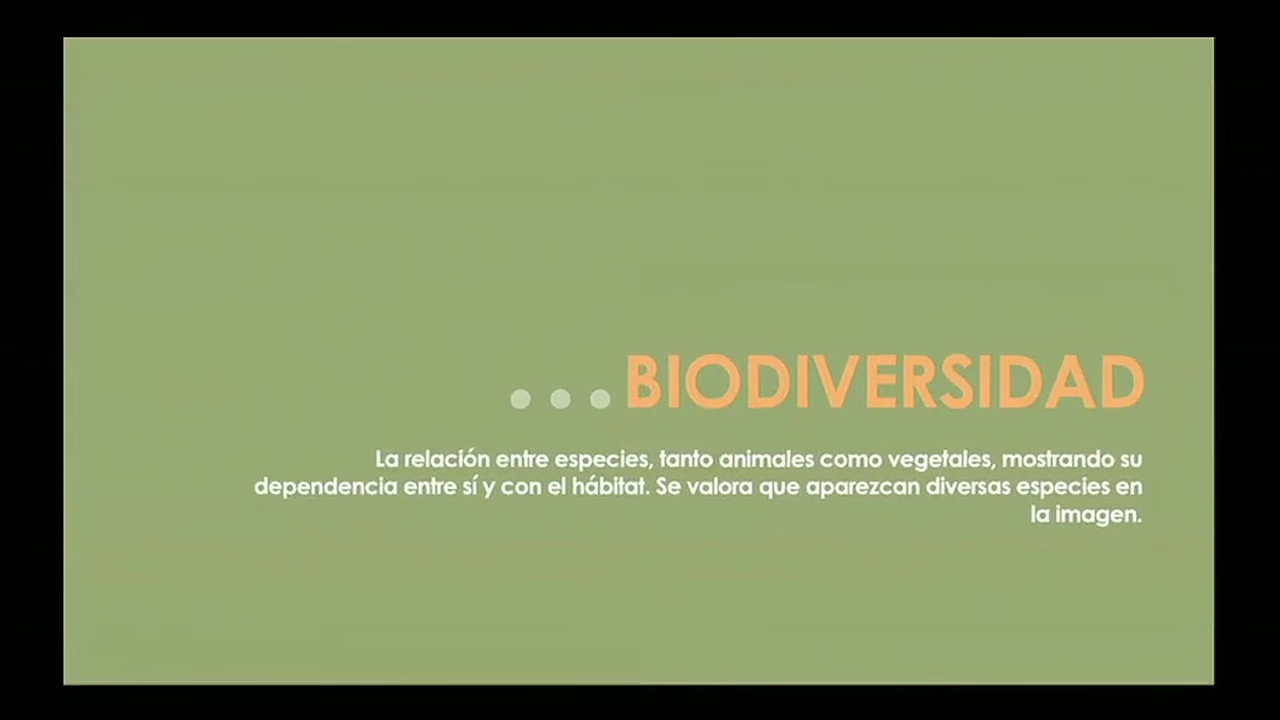 ...BIODIVERSIDAD
La relación entre especies, tanto animales como vegetales, mostrando su
dependencia entre sí y con el hábitat. Se valora que aparezcan diversas especies en
la imagen.